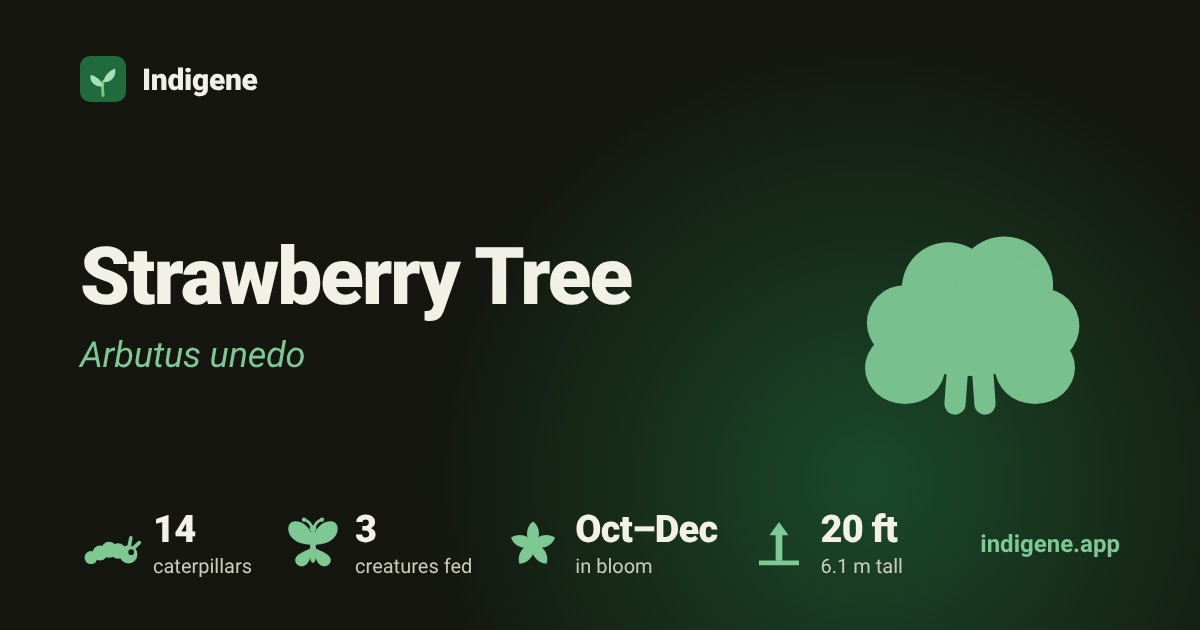 Indigene
Strawberry Tree
Arbutus unedo
14
caterpillars
3
creatures fed
Oct–Dec
in bloom
20 ft
6.1 m tall
indigene.app